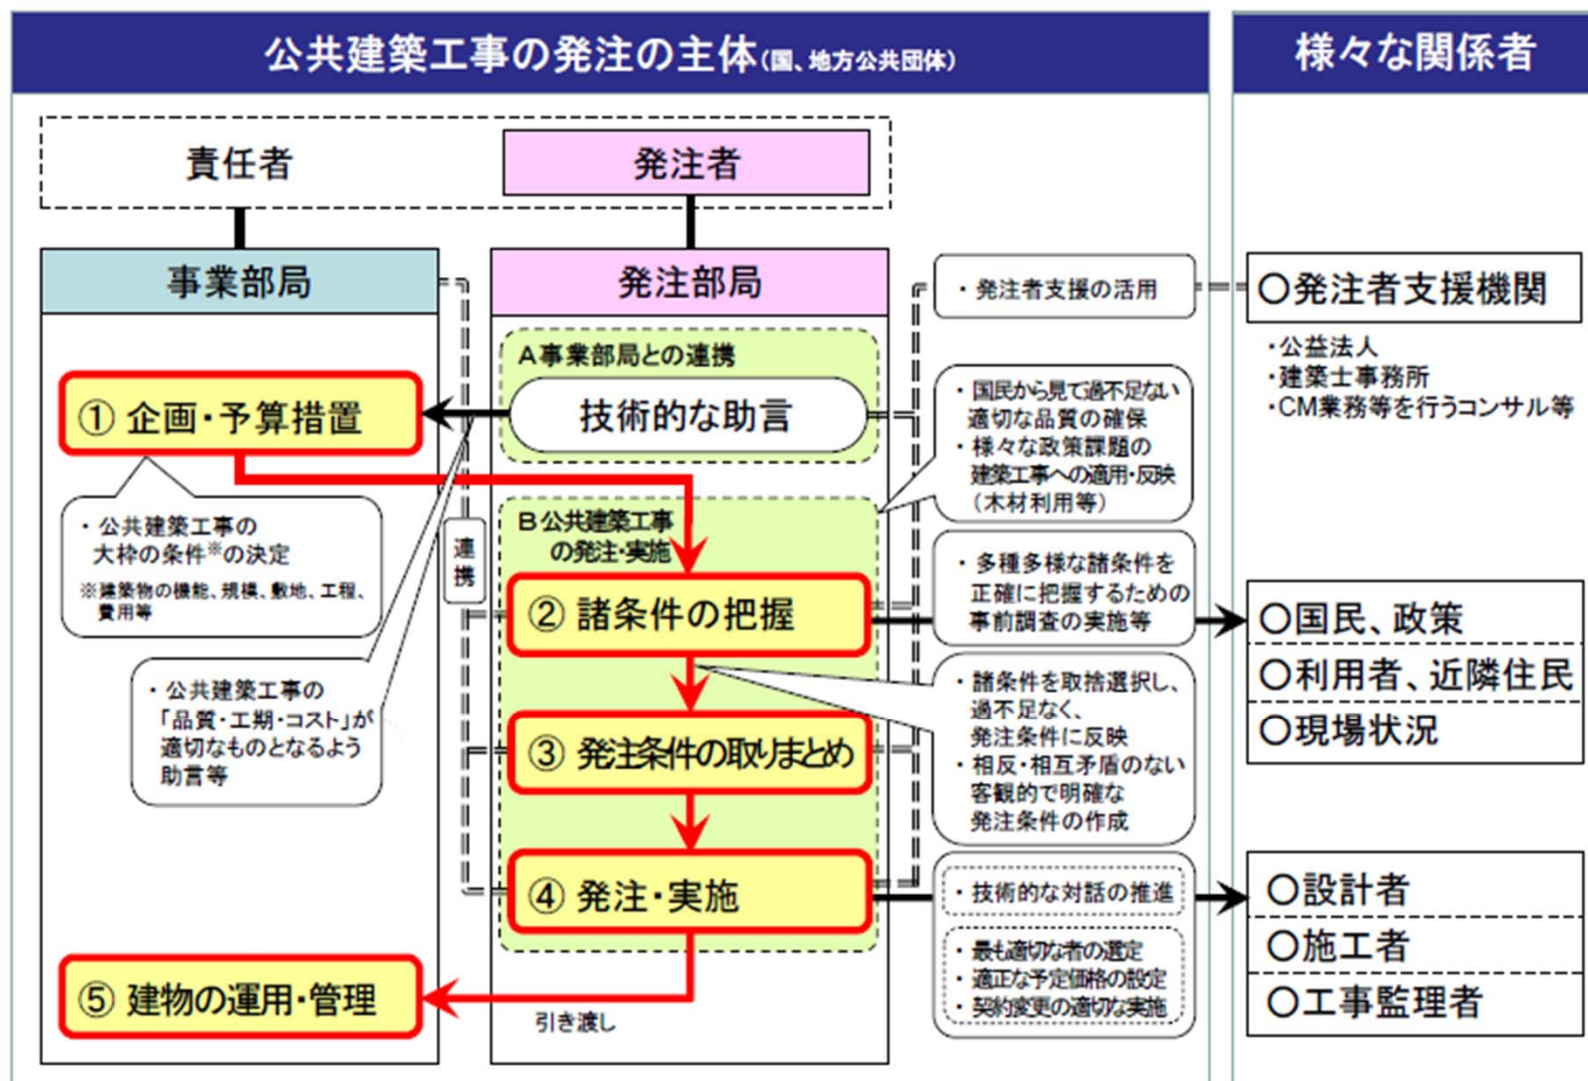 公共建築工事の発注の主体(国、地方公共団体)
様々な関係者
責任者
発注者
事業部局
発注部局
・発注者支援の活用
○発注者支援機関
・公益法人
・建築士事務所
・CM業務等を行うコンサル等
A事業部局との連携
技術的な助言
① 企画・予算措置
・国民から見て過不足ない
適切な品質の確保
・様々な政策課題の
建築工事への適用・反映
(木材利用等)
・公共建築工事の
大枠の条件※の決定
※建築物の機能、規模、敷地、工程、
費用等
連
携
B公共建築工事
の発注・実施
② 諸条件の把握
・多種多様な諸条件を
正確に把握するための
事前調査の実施等
○国民、政策
○利用者、近隣住民
○現場状況
・公共建築工事の
「品質・工期・コスト」が
適切なものとなるよう
助言等
③ 発注条件の取りまとめ
・諸条件を取捨選択し、
過不足なく、
発注条件に反映
・相反・相互矛盾のない
客観的で明確な
発注条件の作成
④ 発注・実施
・技術的な対話の推進
・最も適切な者の選定
・適正な予定価格の設定
・契約変更の適切な実施
○設計者
○施工者
○工事監理者
⑤ 建物の運用・管理
引き渡し